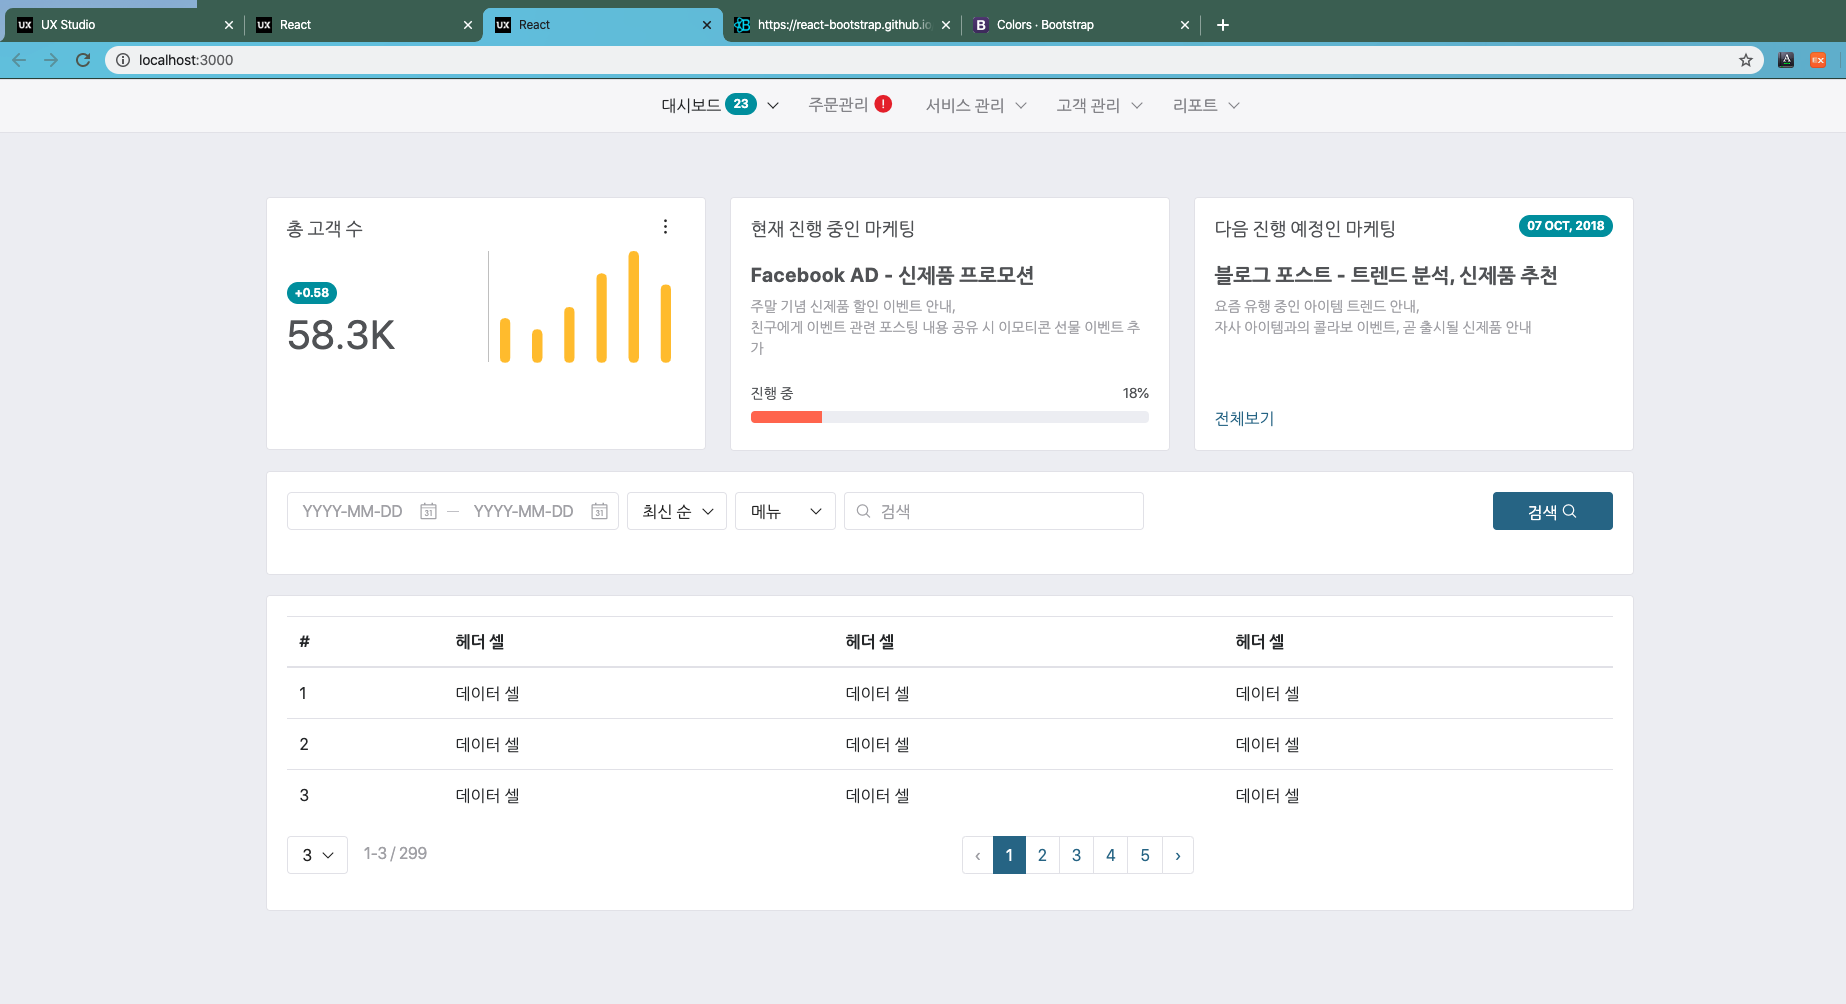 UX Studio
React
React
https://react-bootstrap.github.io
Colors · Bootstrap
localhost:3000
대시보드 23
주문관리 !
서비스 관리
고객 관리
리포트
총 고객 수
+0.58
58.3K
현재 진행 중인 마케팅
Facebook AD - 신제품 프로모션
주말 기념 신제품 할인 이벤트 안내,
친구에게 이벤트 관련 포스팅 내용 공유 시 이모티콘 선물 이벤트 추
가
진행 중 18%
다음 진행 예정인 마케팅 07 OCT, 2018
블로그 포스트 - 트렌드 분석, 신제품 추천
요즘 유행 중인 아이템 트렌드 안내,
자사 아이템과의 콜라보 이벤트, 곧 출시될 신제품 안내
전체보기
YYYY-MM-DD 31 — YYYY-MM-DD 31 최신 순 메뉴 검색 검색
# 헤더 셀 헤더 셀 헤더 셀
1 데이터 셀 데이터 셀 데이터 셀
2 데이터 셀 데이터 셀 데이터 셀
3 데이터 셀 데이터 셀 데이터 셀
3 1-3 / 299 ‹ 1 2 3 4 5 ›